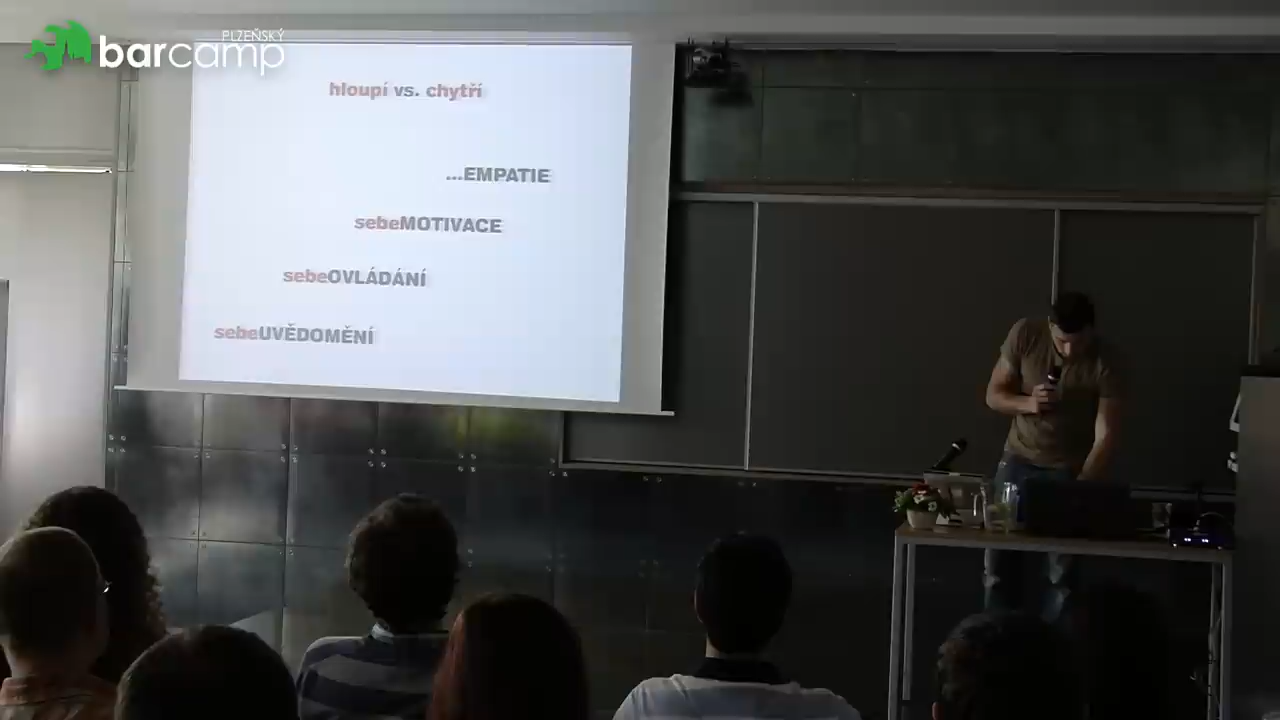 PLZEŇSKÝ
barcamp
hloupí vs. chytří
...EMPATIE
sebeMOTIVACE
sebeOVLÁDÁNÍ
sebeUVĚDOMĚNÍ